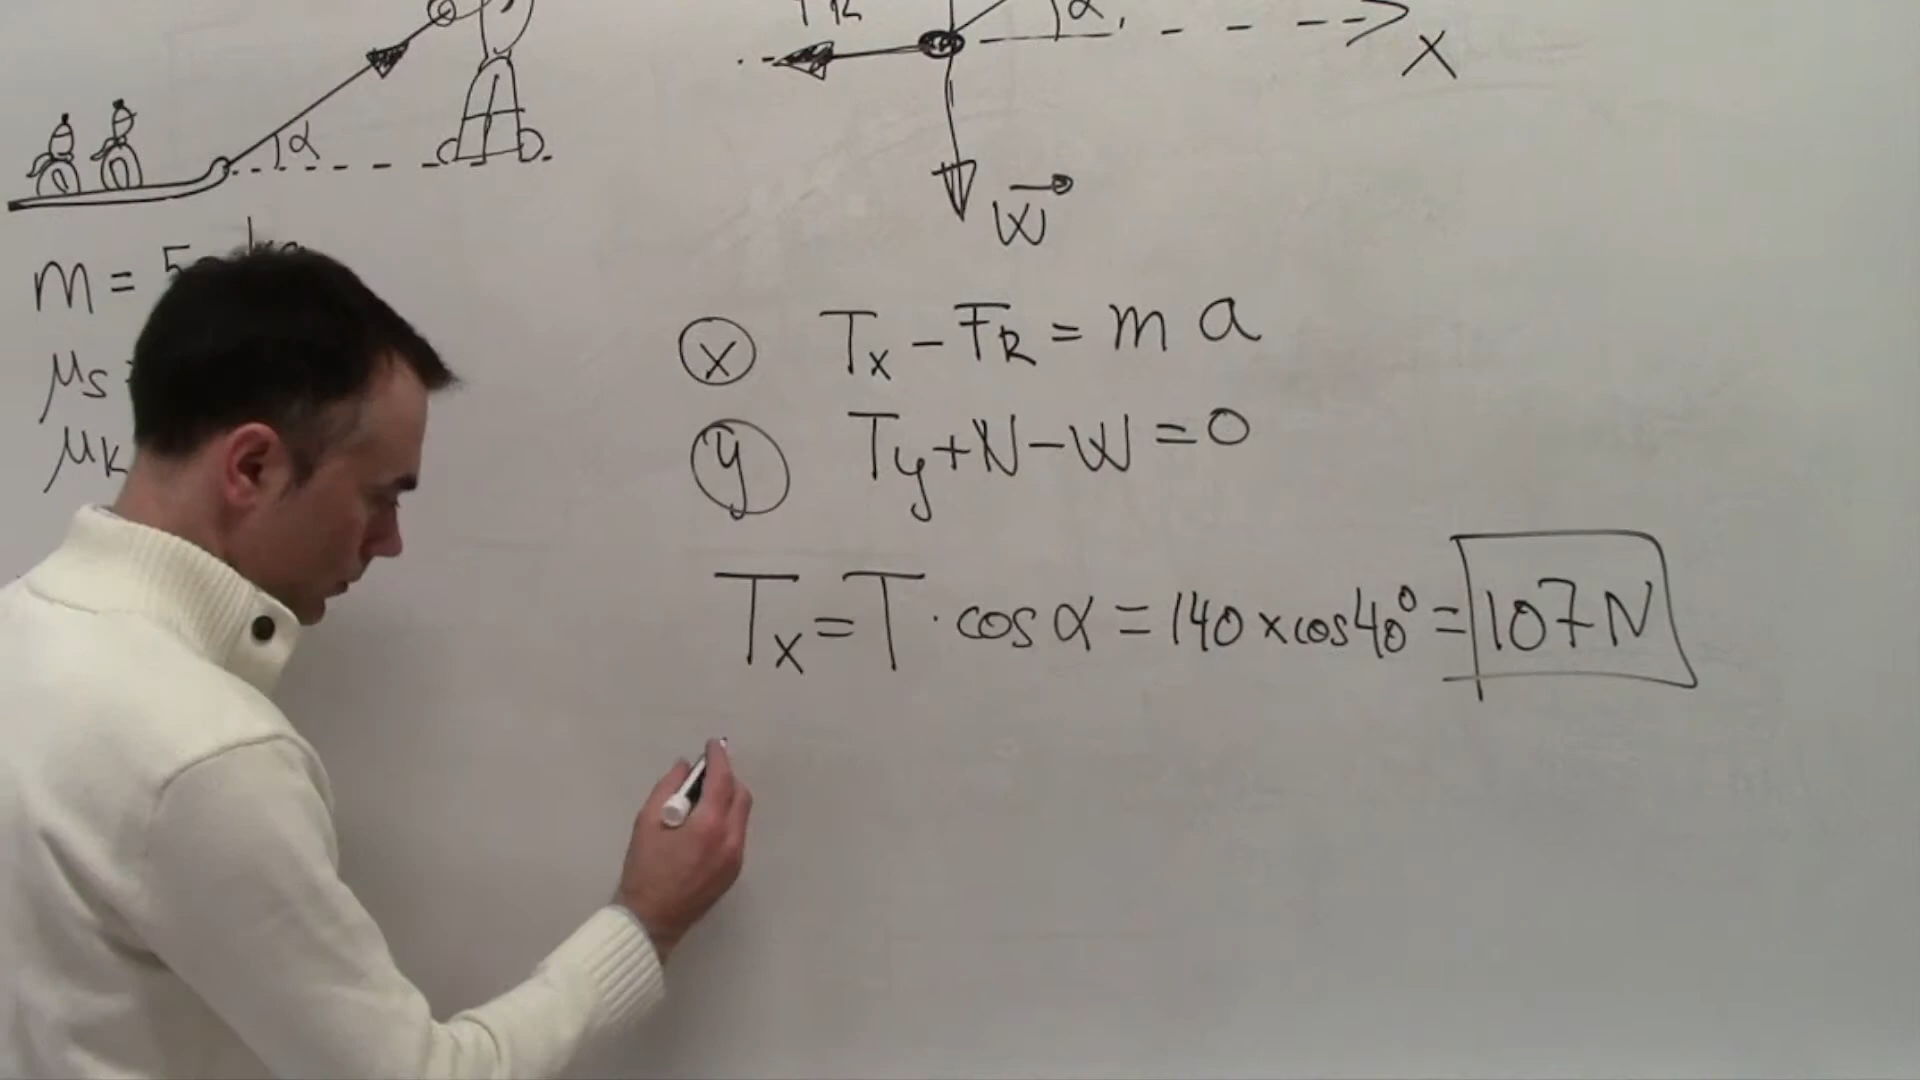 α
α
x
W
m = 5
μs
μk
x Tx - FR = m a
y Ty + N - W = 0
Tx = T · cos α = 140 x cos 40° = 107 N